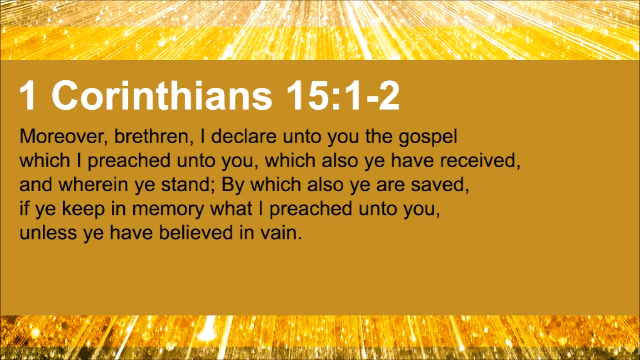 1 Corinthians 15:1-2
Moreover, brethren, I declare unto you the gospel
which I preached unto you, which also ye have received,
and wherein ye stand; By which also ye are saved,
if ye keep in memory what I preached unto you,
unless ye have believed in vain.